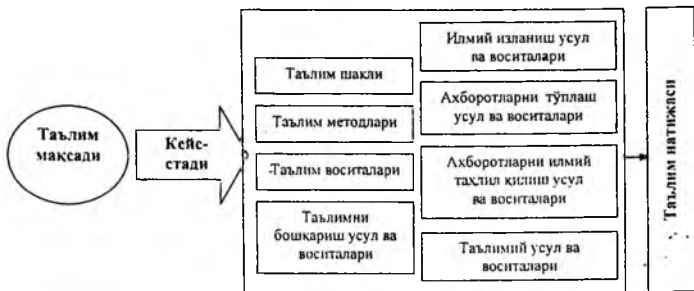 Таълим
мақсади
Кейс-
стади
Таълим шакли
Таълим методлари
Таълим воситалари
Таълимни
бошқариш усул ва
воситалари
Илмий изланиш усул
ва воситалари
Ахборотларни тўплаш
усул ва воситалари
Ахборотларни илмий
таҳлил қилиш усул
ва воситалари
Таълимий усул ва
воситалари
Таълим натижаси